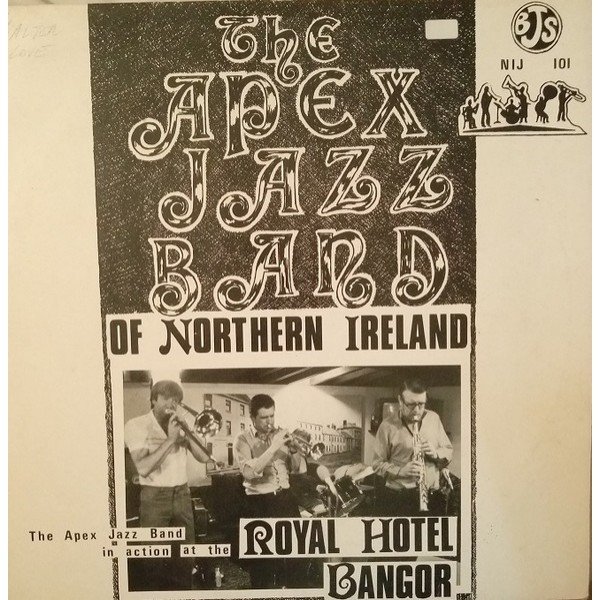 THE
APEX
JAZZ
BAND
OF NORTHERN IRELAND
BJS
NIJ 101
The Apex Jazz Band
in action at the
ROYAL HOTEL
BANGOR